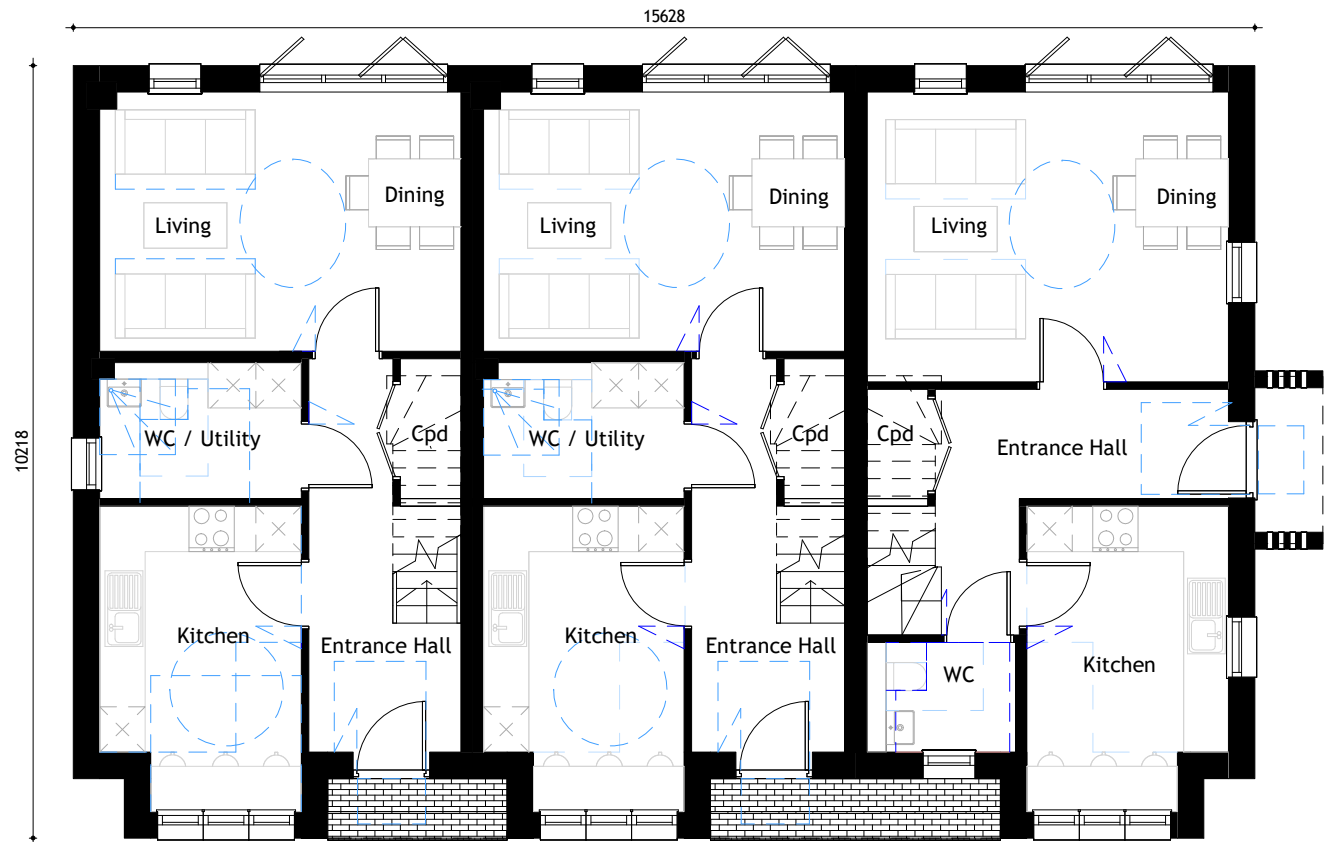 15628
10218
Dining
Dining
Dining
Living
Living
Living
WC / Utility
Cpd
WC / Utility
Cpd
Cpd
Entrance Hall
Kitchen
Entrance Hall
Kitchen
Entrance Hall
WC
Kitchen